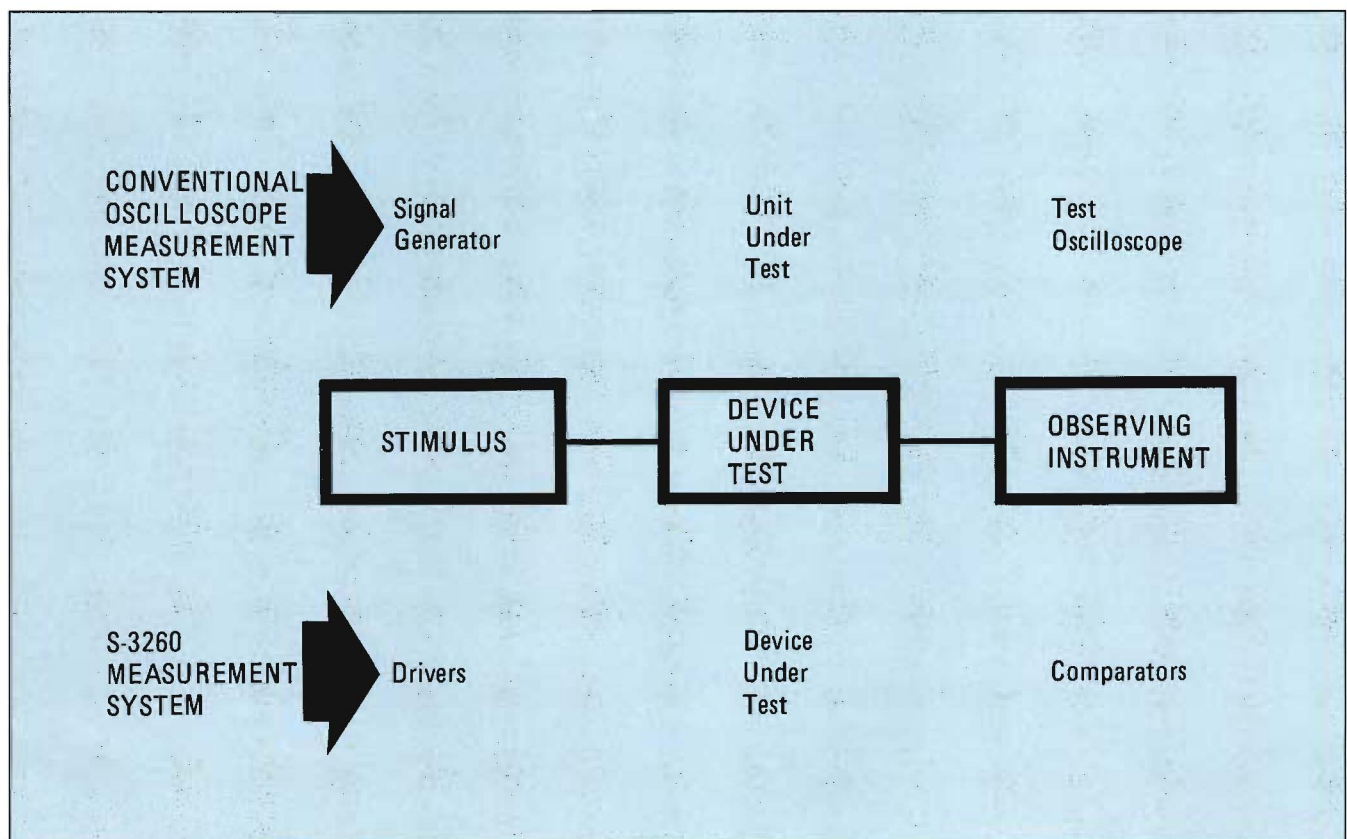 CONVENTIONAL
OSCILLOSCOPE
MEASUREMENT
SYSTEM
Signal
Generator
Unit
Under
Test
Test
Oscilloscope
STIMULUS
DEVICE
UNDER
TEST
OBSERVING
INSTRUMENT
S-3260
MEASUREMENT
SYSTEM
Drivers
Device
Under
Test
Comparators